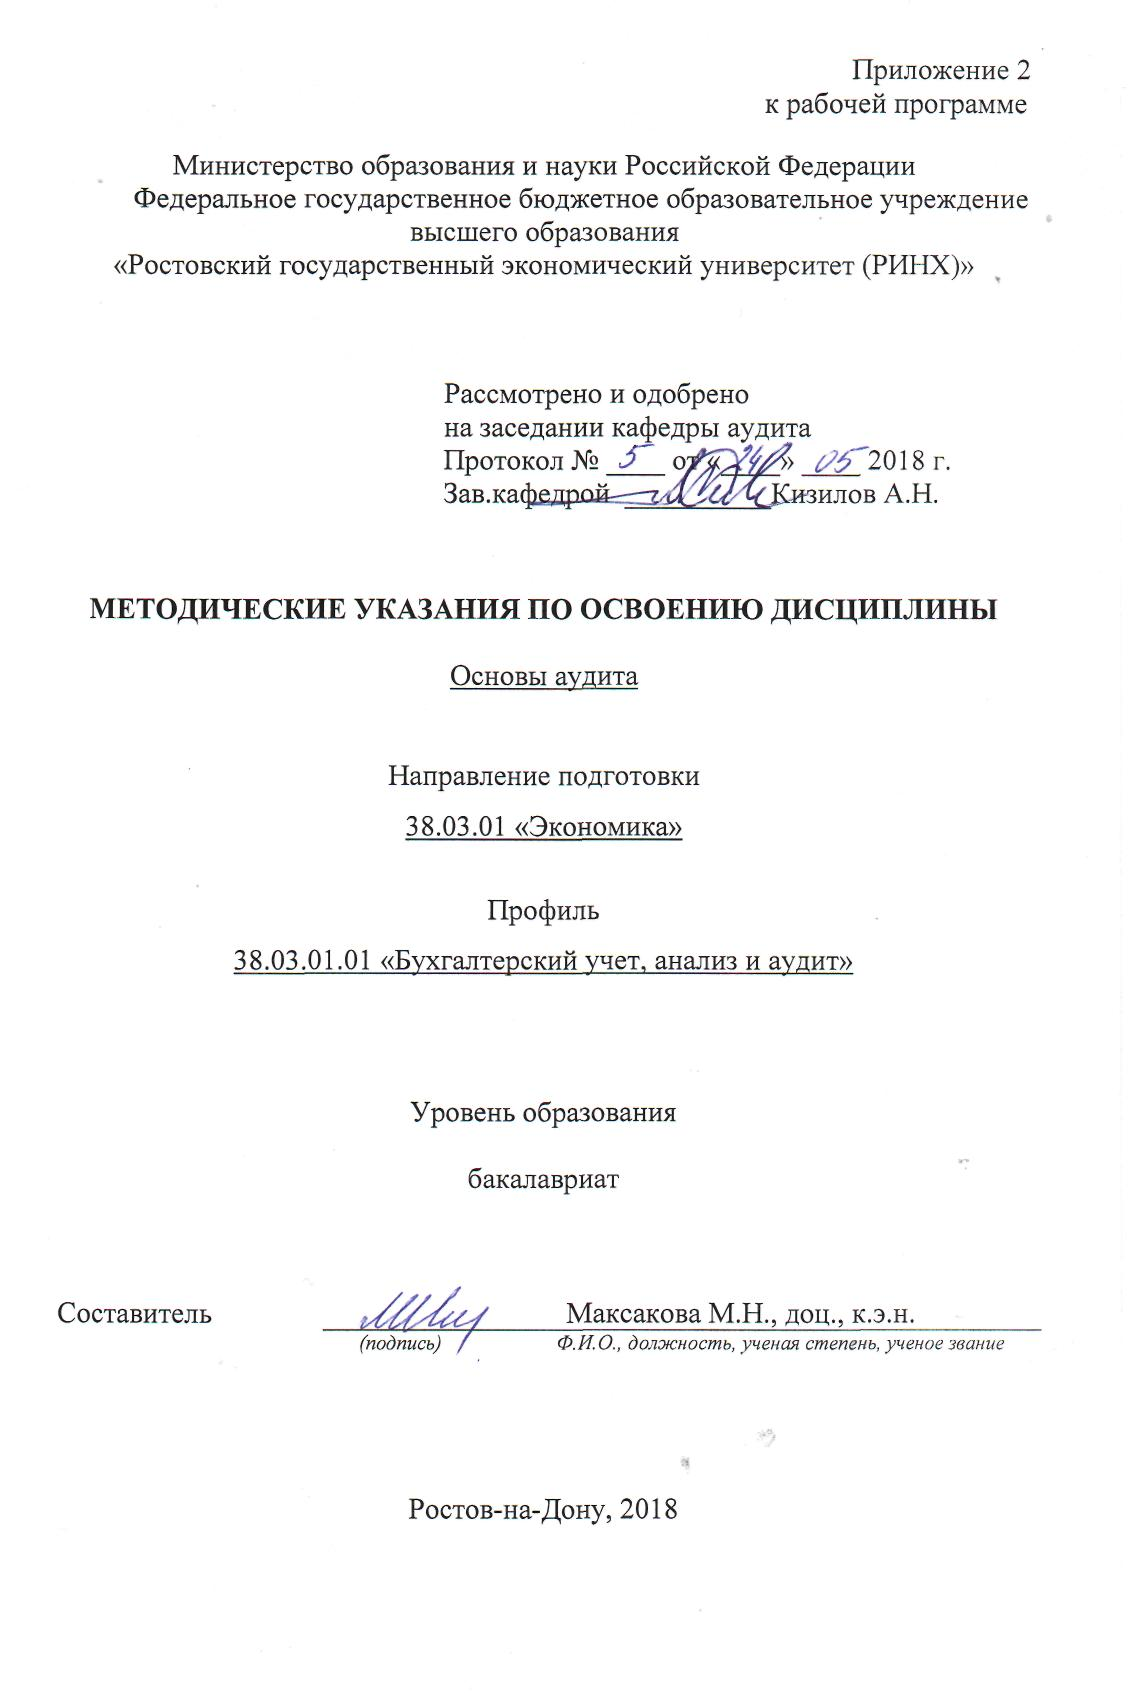 Приложение 2
к рабочей программе
Министерство образования и науки Российской Федерации
Федеральное государственное бюджетное образовательное учреждение
высшего образования
«Ростовский государственный экономический университет (РИНХ)»
Рассмотрено и одобрено
на заседании кафедры аудита
Протокол № 5 от «24» 05 2018 г.
Зав.кафедрой Кизилов А.Н.
МЕТОДИЧЕСКИЕ УКАЗАНИЯ ПО ОСВОЕНИЮ ДИСЦИПЛИНЫ
Основы аудита
Направление подготовки
38.03.01 «Экономика»
Профиль
38.03.01.01 «Бухгалтерский учет, анализ и аудит»
Уровень образования
бакалавриат
Составитель Максакова М.Н., доц., к.э.н.
(подпись) Ф.И.О., должность, ученая степень, ученое звание
Ростов-на-Дону, 2018